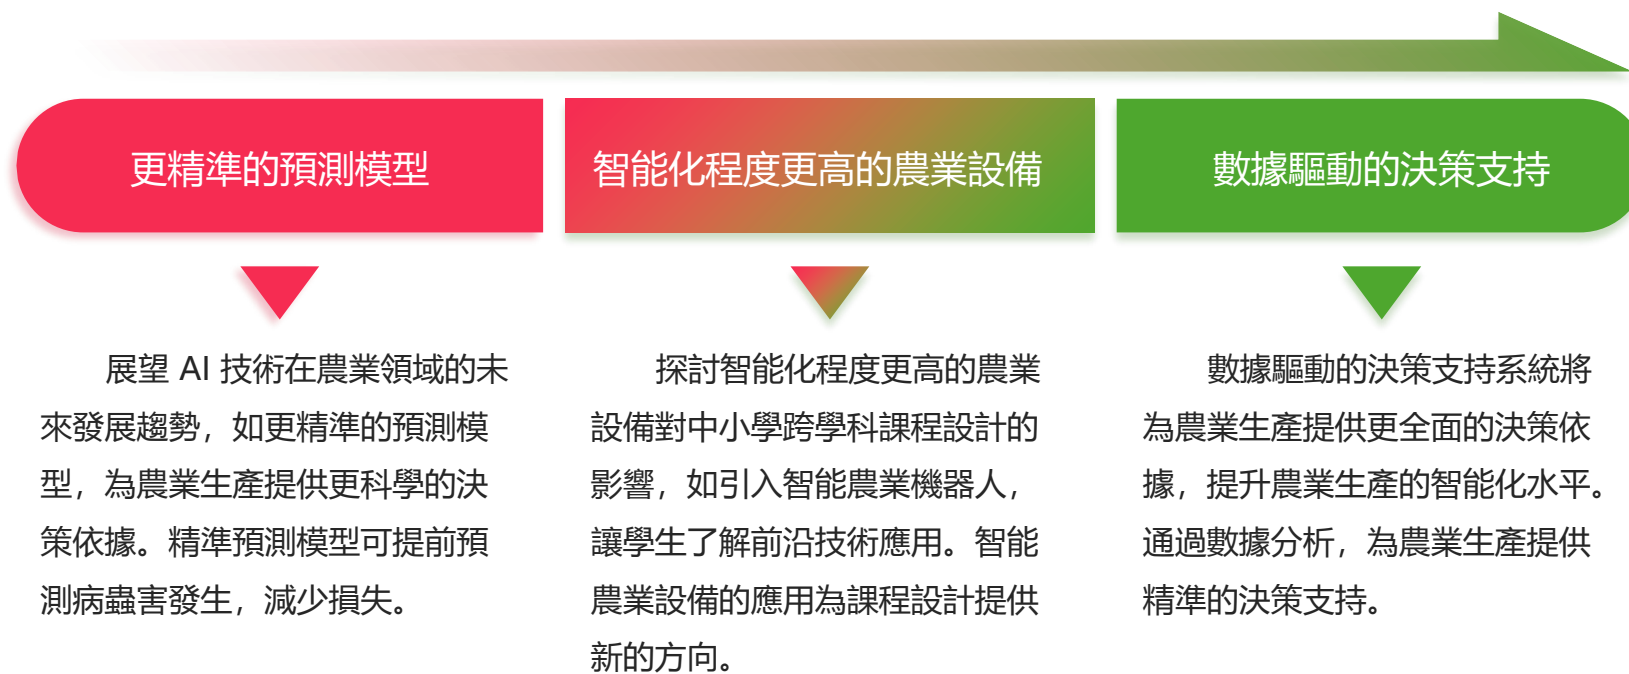 更精準的預測模型
智能化程度更高的農業設備
數據驅動的決策支持
展望 AI 技術在農業領域的未
來發展趨勢，如更精準的預測模
型，為農業生產提供更科學的決
策依據。精準預測模型可提前預
測病蟲害發生，減少損失。
探討智能化程度更高的農業
設備對中小學跨學科課程設計的
影響，如引入智能農業機器人，
讓學生了解前沿技術應用。智能
農業設備的應用為課程設計提供
新的方向。
數據驅動的決策支持系統將
為農業生產提供更全面的決策依
據，提升農業生產的智能化水平。
通過數據分析，為農業生產提供
精準的決策支持。